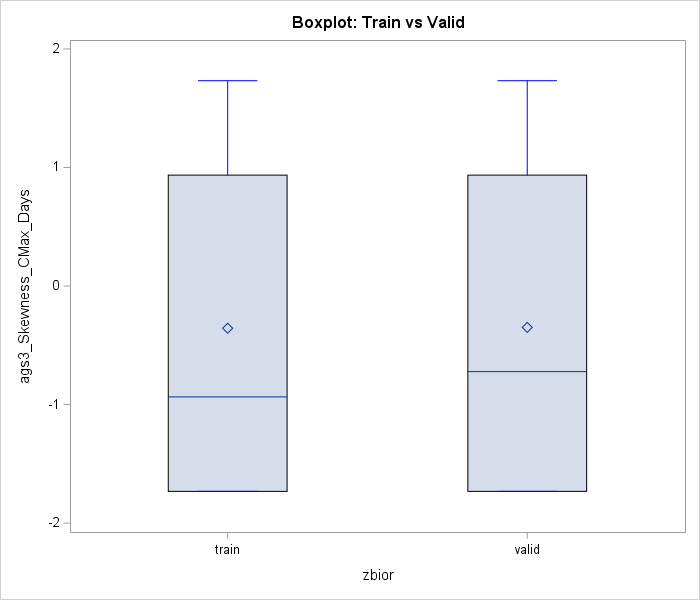 Boxplot: Train vs Valid
2
1
0
-1
-2
ags3_Skewness_CMax_Days
train
valid
zbior